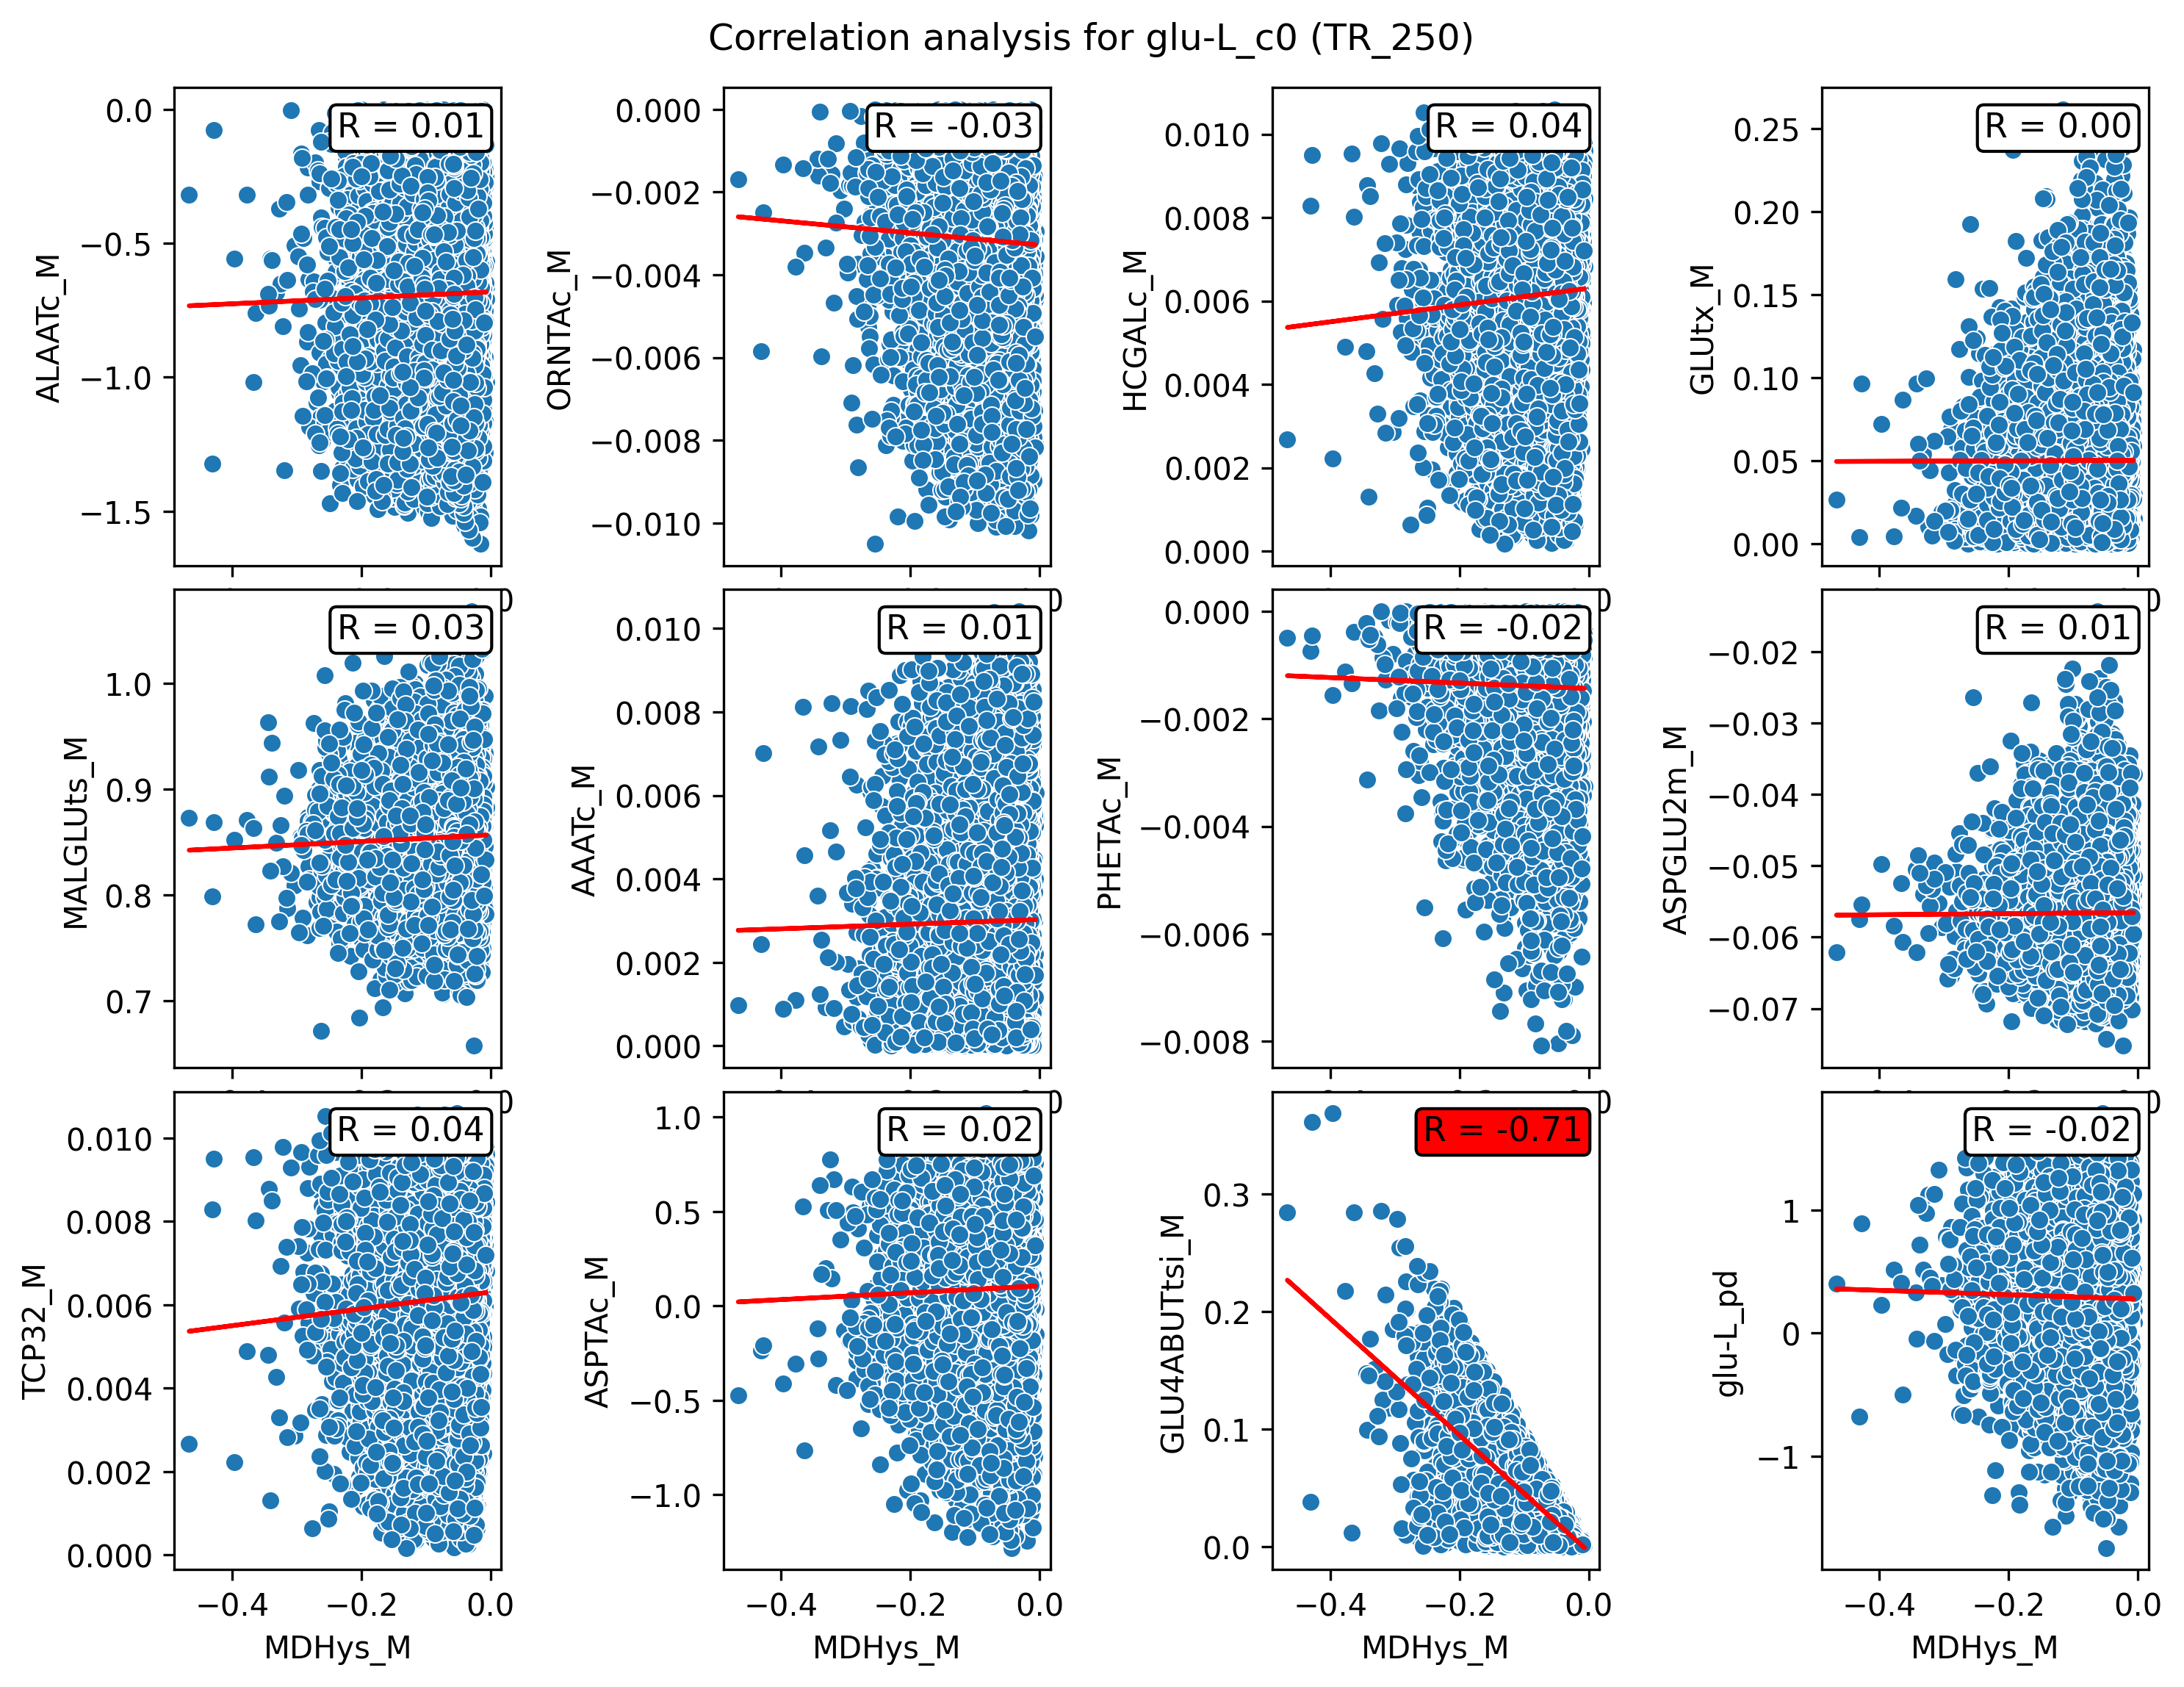 Correlation analysis for glu-L_c0 (TR_250)
ALAATc_M
0.0
−0.5
−1.0
−1.5
R = 0.01
ORNTAc_M
0.000
−0.002
−0.004
−0.006
−0.008
−0.010
R = -0.03
HCGALc_M
0.010
0.008
0.006
0.004
0.002
0.000
R = 0.04
GLUtx_M
0.25
0.20
0.15
0.10
0.05
0.00
R = 0.00
MALGLUts_M
1.0
0.9
0.8
0.7
R = 0.03
AAATc_M
0.010
0.008
0.006
0.004
0.002
0.000
R = 0.01
PHETAc_M
0.000
−0.002
−0.004
−0.006
−0.008
R = -0.02
ASPGLU2m_M
−0.02
−0.03
−0.04
−0.05
−0.06
−0.07
R = 0.01
TCP32_M
0.010
0.008
0.006
0.004
0.002
0.000
R = 0.04
−0.4 −0.2 0.0
MDHys_M
ASPTAc_M
1.0
0.5
0.0
−0.5
−1.0
R = 0.02
−0.4 −0.2 0.0
MDHys_M
GLU4ABUTtsi_M
0.3
0.2
0.1
0.0
R = -0.71
−0.4 −0.2 0.0
MDHys_M
glu-L_pd
1
0
−1
R = -0.02
−0.4 −0.2 0.0
MDHys_M